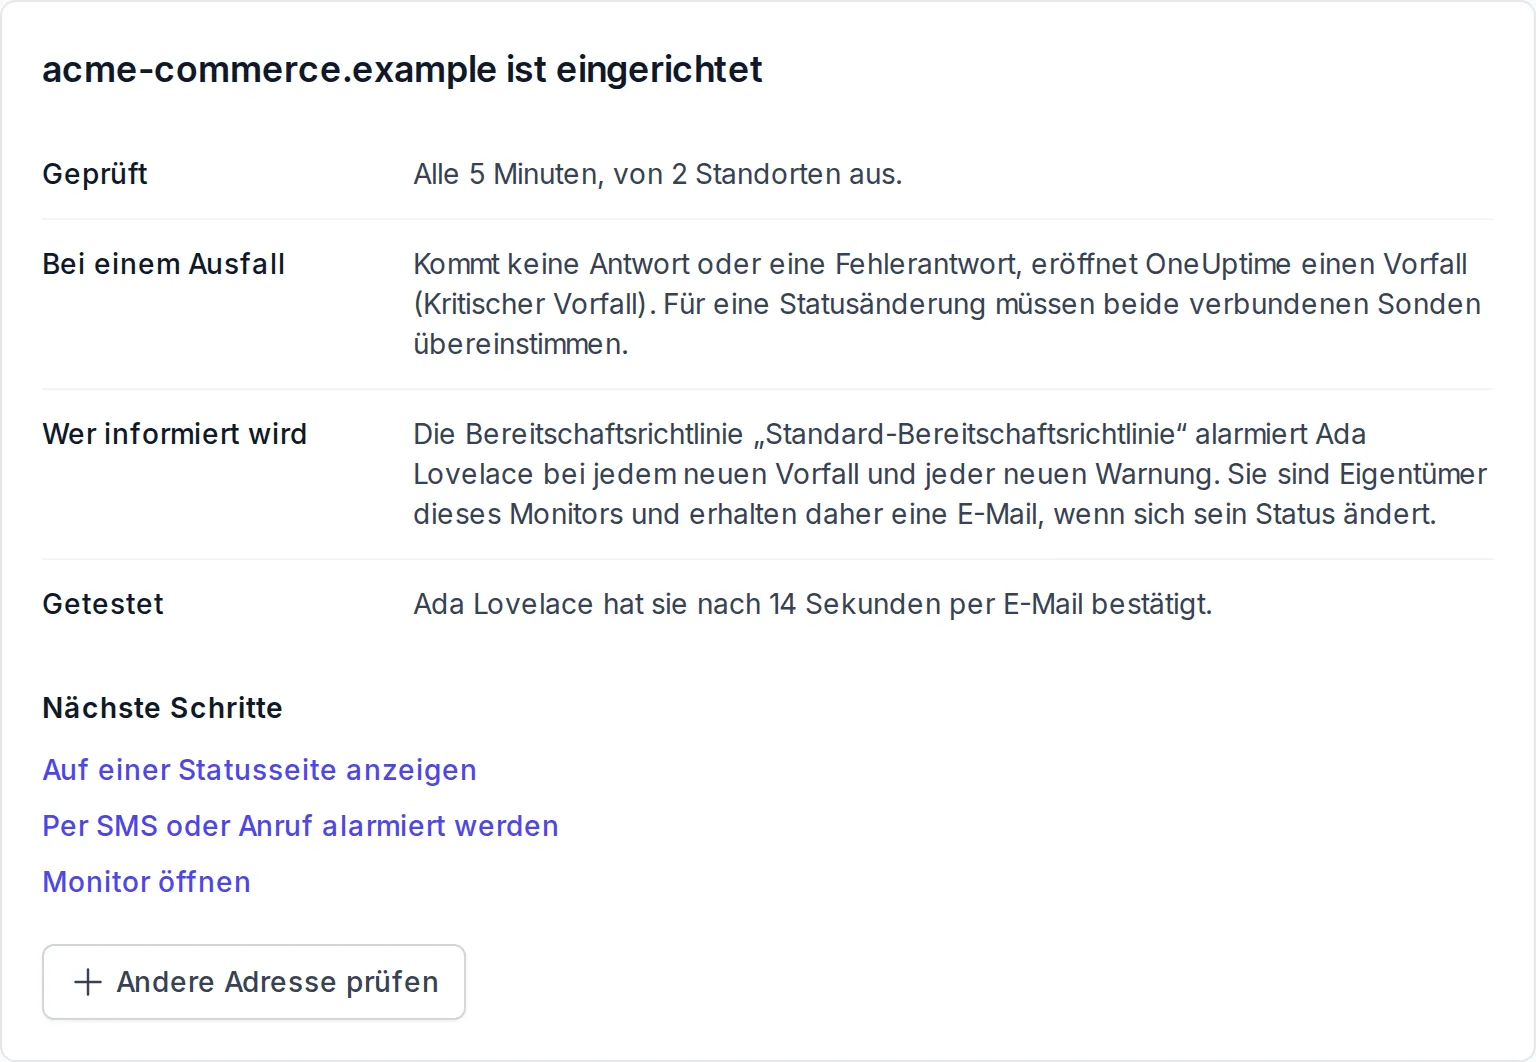 acme-commerce.example ist eingerichtet
Geprüft
Alle 5 Minuten, von 2 Standorten aus.
Bei einem Ausfall
Kommt keine Antwort oder eine Fehlerantwort, eröffnet OneUptime einen Vorfall
(Kritischer Vorfall). Für eine Statusänderung müssen beide verbundenen Sonden
übereinstimmen.
Wer informiert wird
Die Bereitschaftsrichtlinie „Standard-Bereitschaftsrichtlinie“ alarmiert Ada
Lovelace bei jedem neuen Vorfall und jeder neuen Warnung. Sie sind Eigentümer
dieses Monitors und erhalten daher eine E-Mail, wenn sich sein Status ändert.
Getestet
Ada Lovelace hat sie nach 14 Sekunden per E-Mail bestätigt.
Nächste Schritte
Auf einer Statusseite anzeigen
Per SMS oder Anruf alarmiert werden
Monitor öffnen
Andere Adresse prüfen